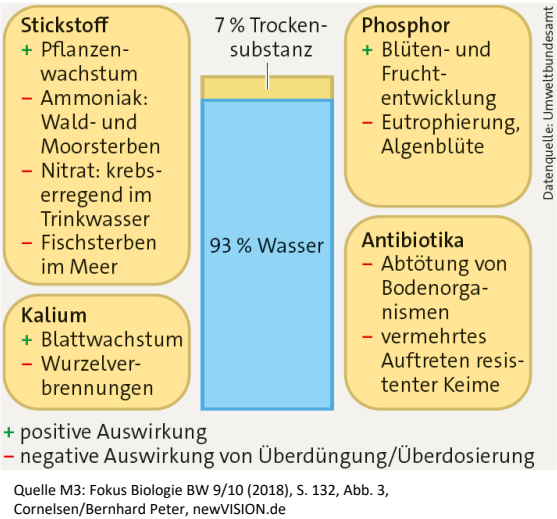 Stickstoff
+ Pflanzen-
wachstum
– Ammoniak:
Wald- und
Moorsterben
– Nitrat: krebs-
erregend im
Trinkwasser
– Fischsterben
im Meer
Kalium
+ Blattwachstum
– Wurzelver-
brennungen
7 % Trocken-
substanz
93 % Wasser
Phosphor
+ Blüten- und
Frucht-
entwicklung
– Eutrophierung,
Algenblüte
Antibiotika
– Abtötung von
Bodenorga-
nismen
– vermehrtes
Auftreten resis-
tenter Keime
Datenquelle: Umweltbundesamt
+ positive Auswirkung
– negative Auswirkung von Überdüngung/Überdosierung
Quelle M3: Fokus Biologie BW 9/10 (2018), S. 132, Abb. 3,
Cornelsen/Bernhard Peter, newVISION.de